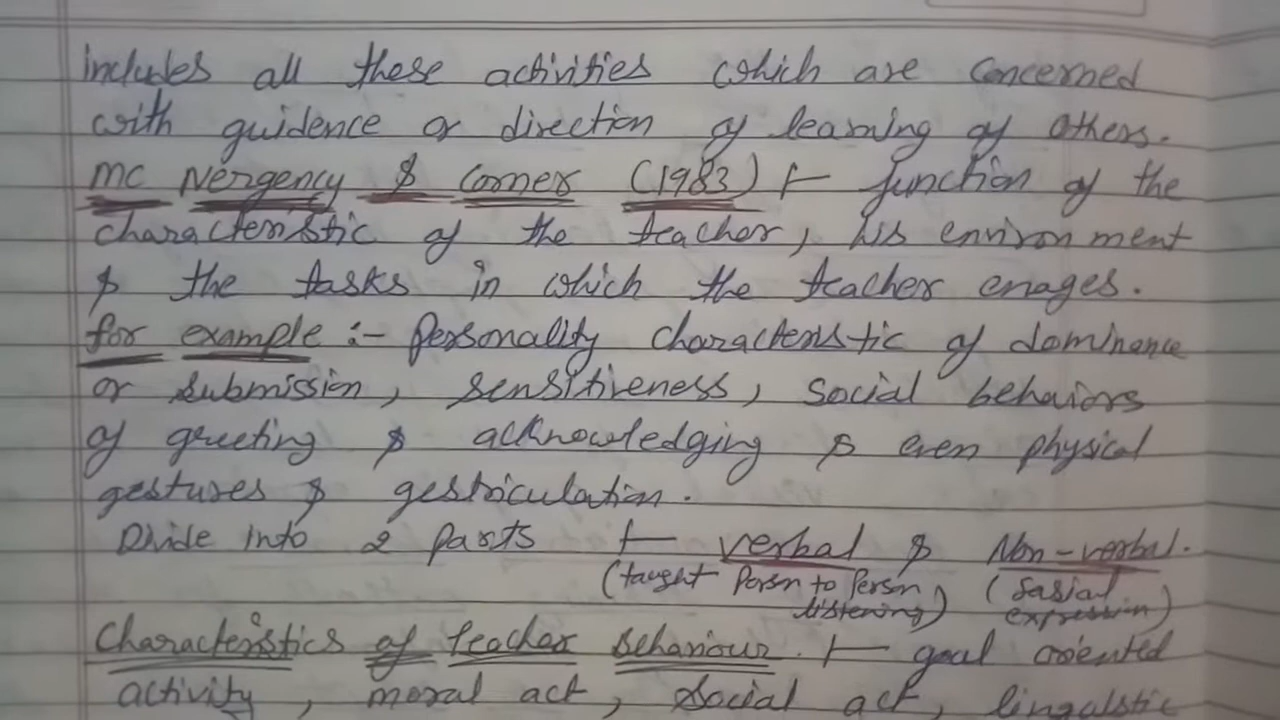 includes all these activities which are concerned
with guidence or direction of learning of others.
MC Nergency & Corner (1983) :- function of the
characteristic of the teacher, his environment
& the tasks in which the teacher enages.
for example :- Personality characteristic of dominance
or submission, sensitiveness, social behaviors
of greeting & acknowledging & even physical
gestures & gestriculation.
Divide into 2 parts :- verbal & Non-verbal.
(taught Person to Person listening) (fasial expression)
Characteristics of teacher Behaviour. :- goal oriented
activity, moral act, social act, lingualstic